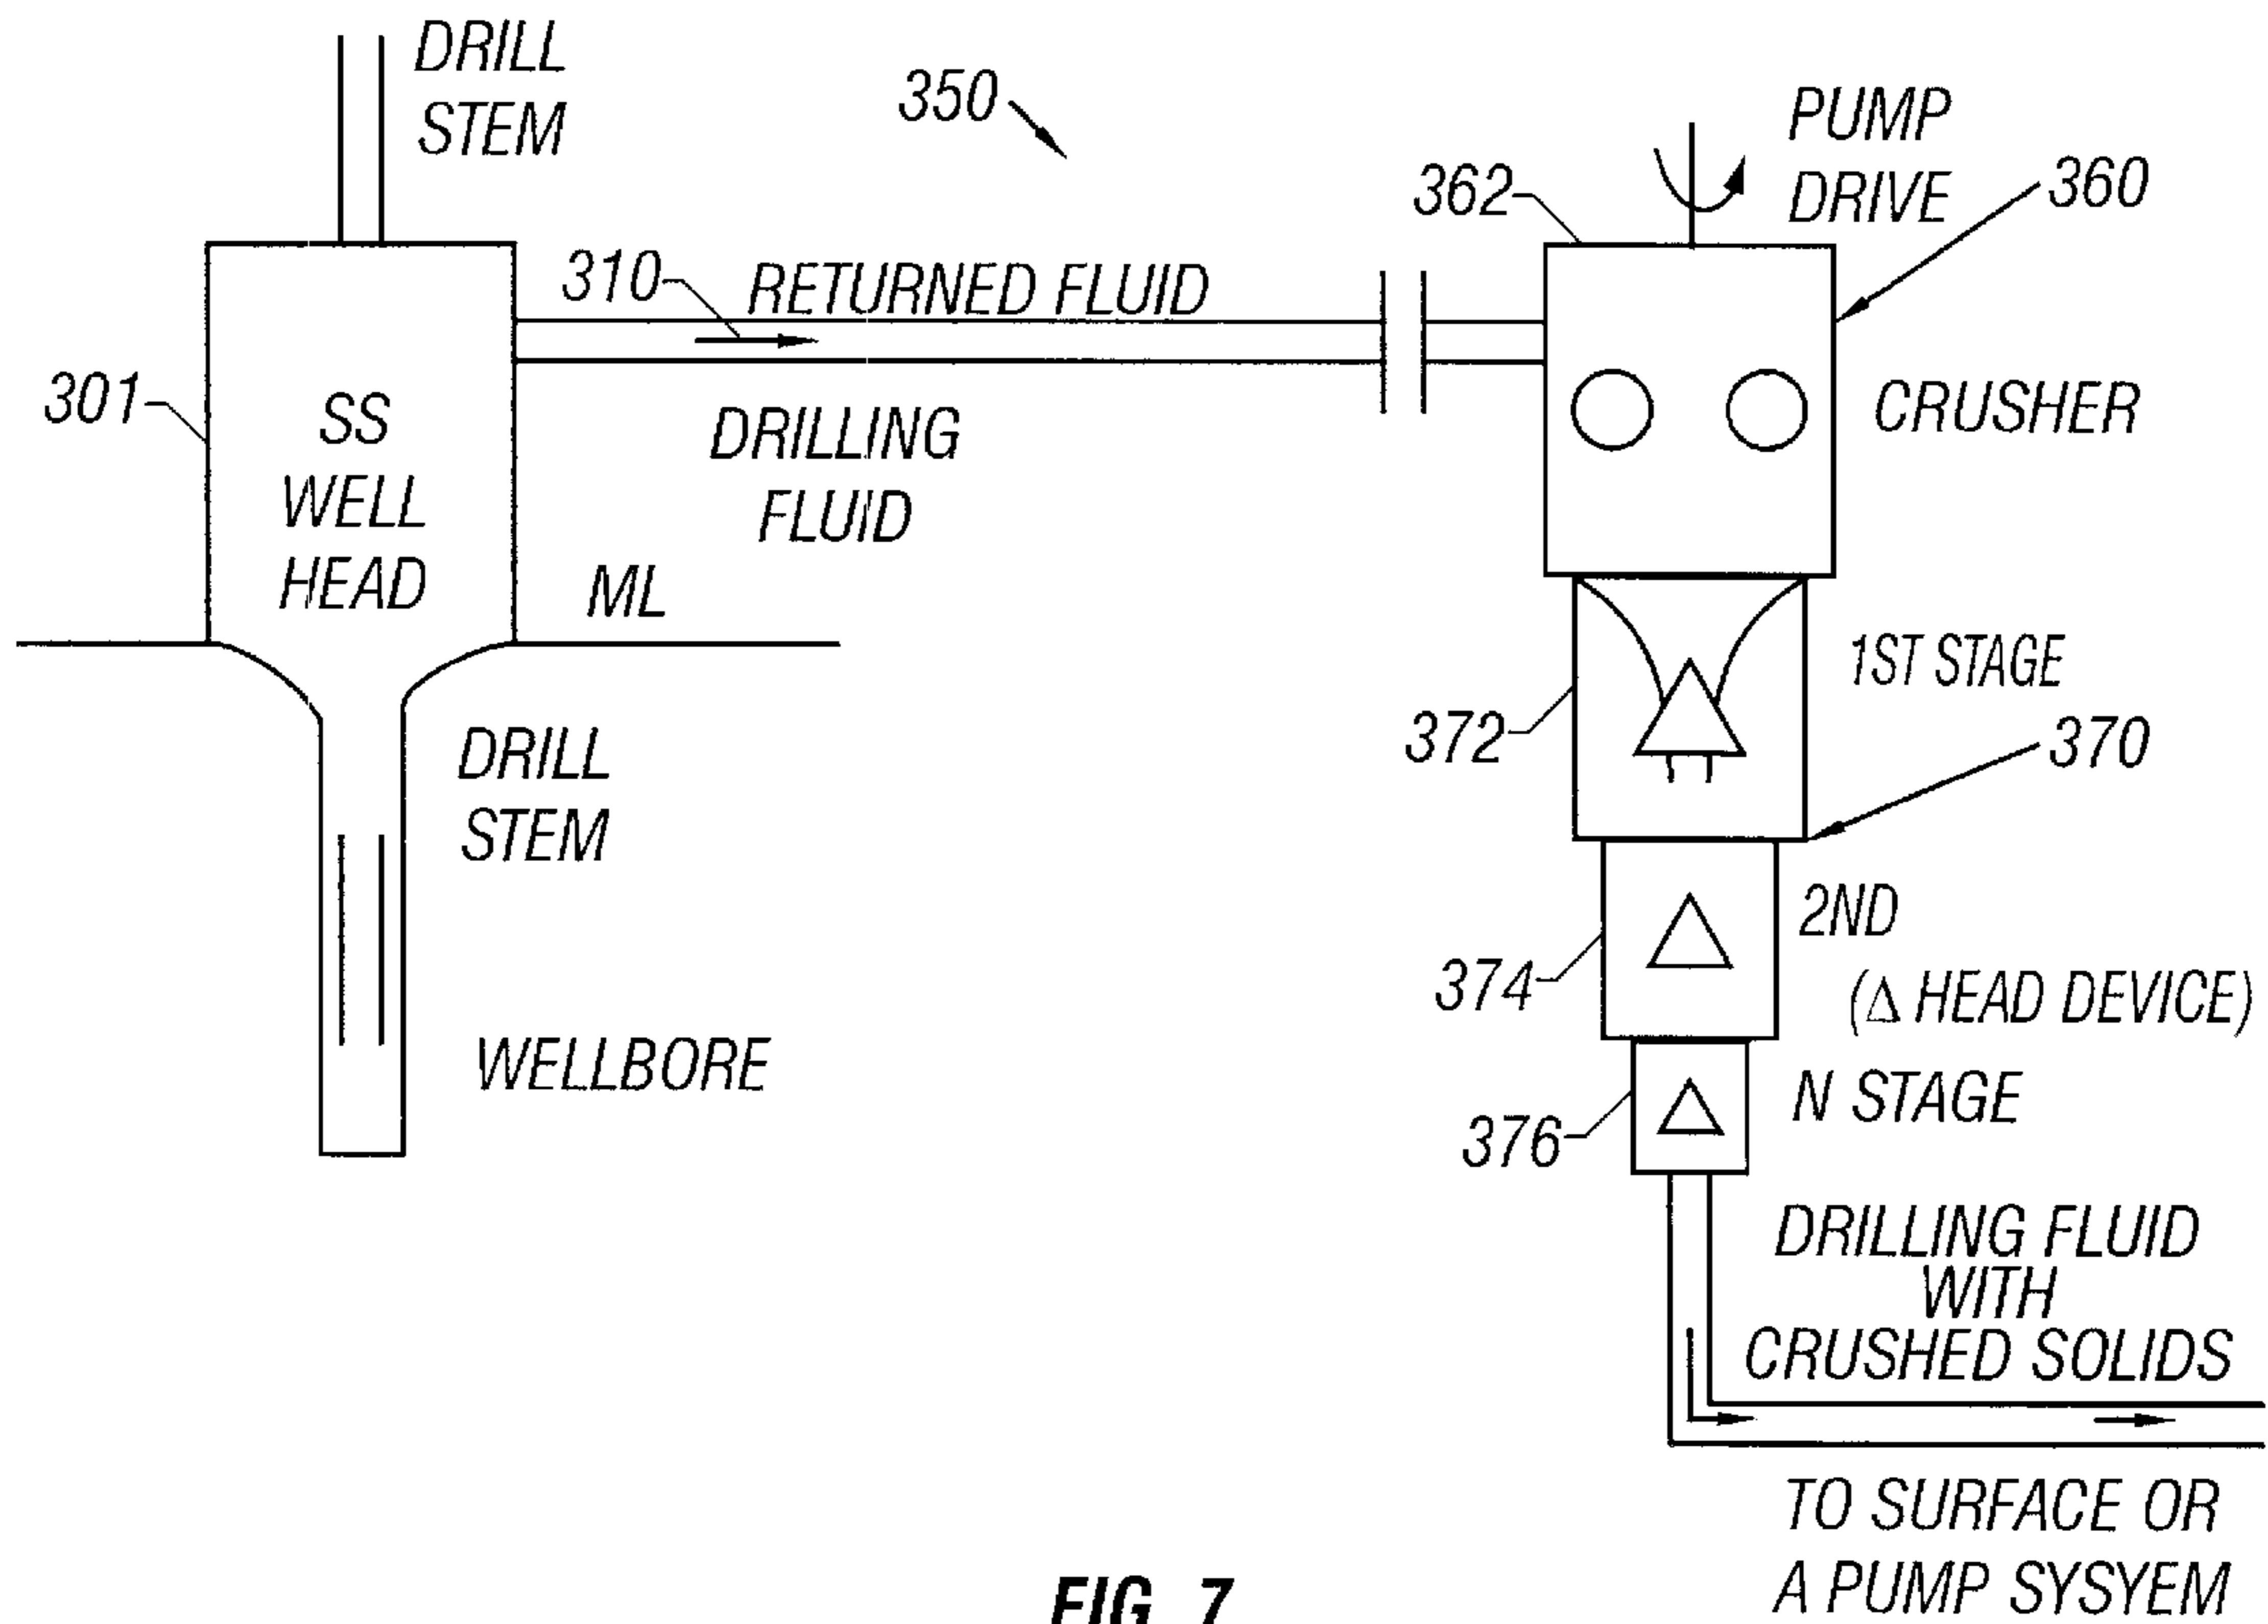 DRILL
STEM
350
PUMP
DRIVE
360
362
310
RETURNED FLUID
301
SS
WELL
HEAD
DRILLING
FLUID
CRUSHER
ML
1ST STAGE
372
370
DRILL
STEM
2ND
374
(Δ HEAD DEVICE)
WELLBORE
N STAGE
376
DRILLING FLUID
WITH
CRUSHED SOLIDS
TO SURFACE OR
A PUMP SYSYEM
FIG. 7